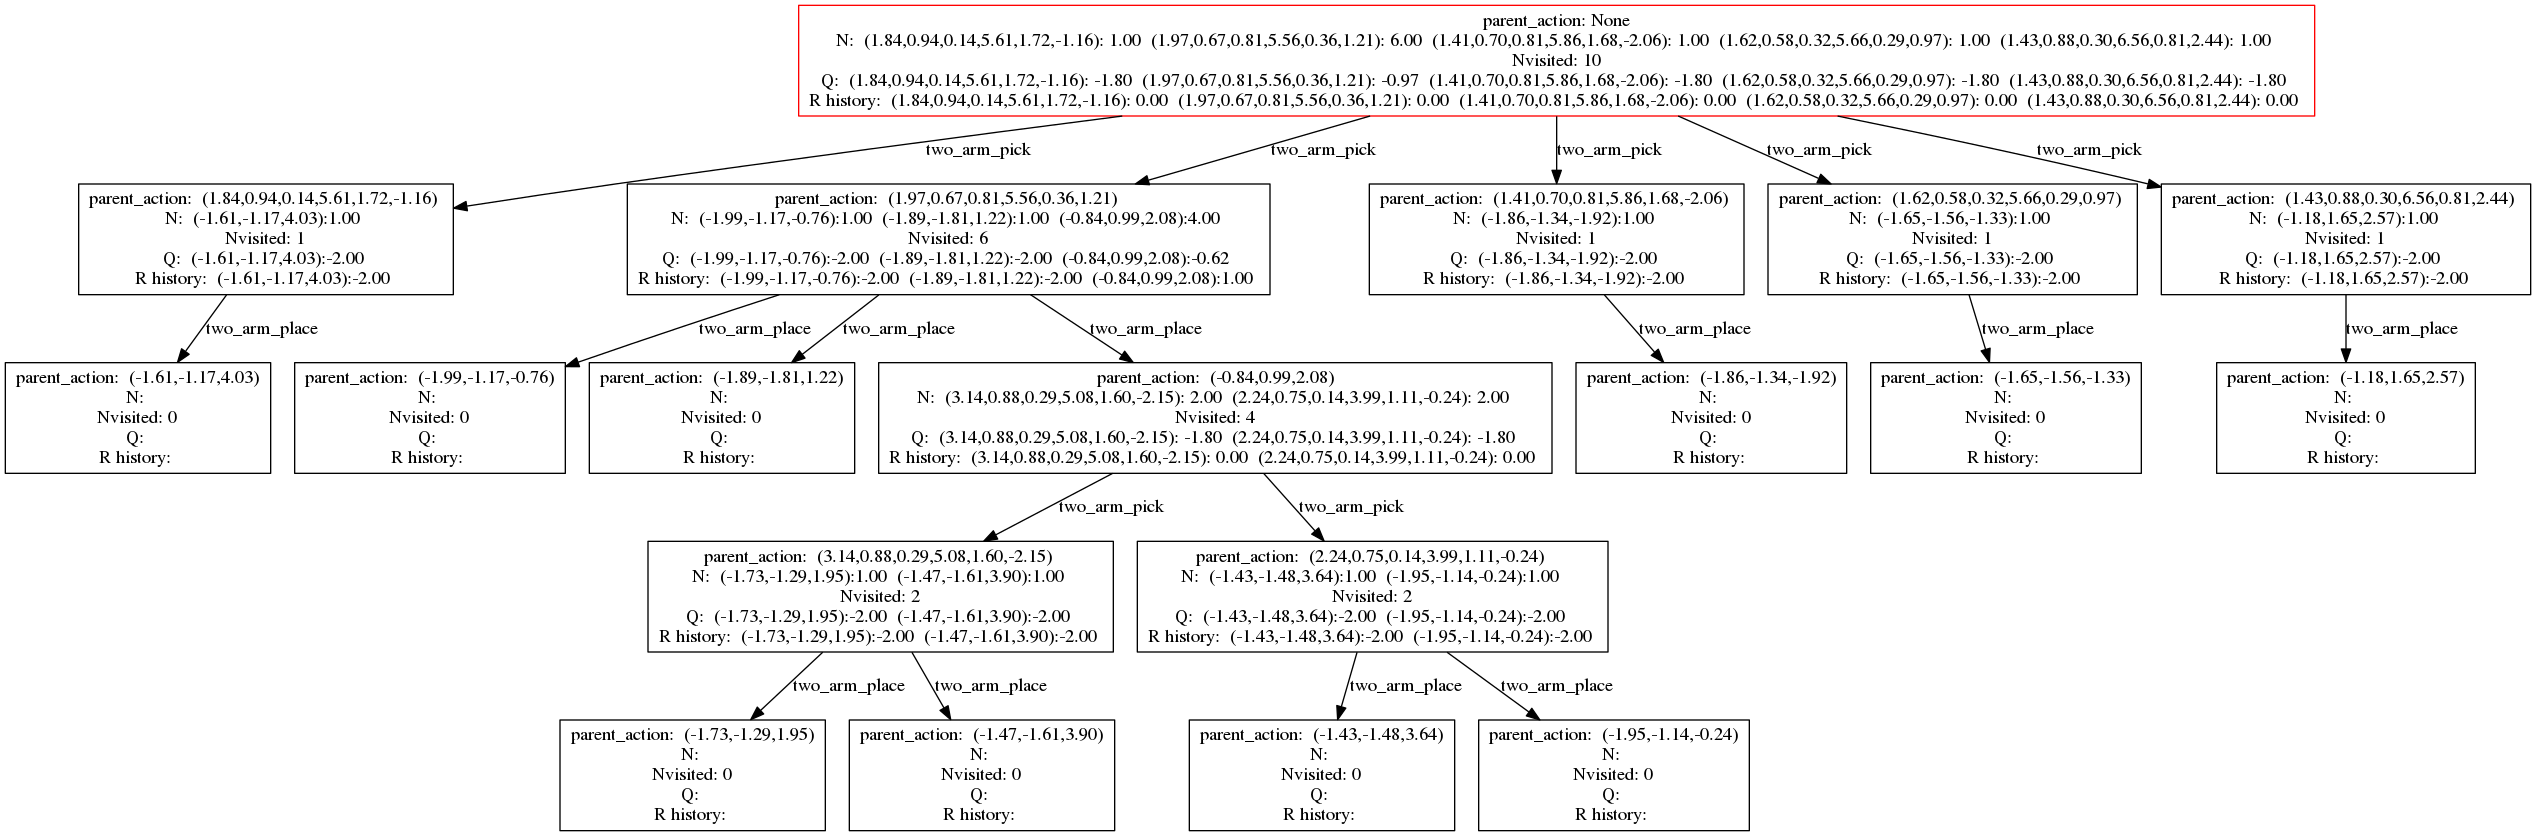 parent_action: None
N: (1.84,0.94,0.14,5.61,1.72,-1.16): 1.00 (1.97,0.67,0.81,5.56,0.36,1.21): 6.00 (1.41,0.70,0.81,5.86,1.68,-2.06): 1.00 (1.62,0.58,0.32,5.66,0.29,0.97): 1.00 (1.43,0.88,0.30,6.56,0.81,2.44): 1.00
Nvisited: 10
Q: (1.84,0.94,0.14,5.61,1.72,-1.16): -1.80 (1.97,0.67,0.81,5.56,0.36,1.21): -0.97 (1.41,0.70,0.81,5.86,1.68,-2.06): -1.80 (1.62,0.58,0.32,5.66,0.29,0.97): -1.80 (1.43,0.88,0.30,6.56,0.81,2.44): -1.80
R history: (1.84,0.94,0.14,5.61,1.72,-1.16): 0.00 (1.97,0.67,0.81,5.56,0.36,1.21): 0.00 (1.41,0.70,0.81,5.86,1.68,-2.06): 0.00 (1.62,0.58,0.32,5.66,0.29,0.97): 0.00 (1.43,0.88,0.30,6.56,0.81,2.44): 0.00
two_arm_pick
two_arm_pick
two_arm_pick
two_arm_pick
two_arm_pick
parent_action: (1.84,0.94,0.14,5.61,1.72,-1.16)
N: (-1.61,-1.17,4.03):1.00
Nvisited: 1
Q: (-1.61,-1.17,4.03):-2.00
R history: (-1.61,-1.17,4.03):-2.00
parent_action: (1.97,0.67,0.81,5.56,0.36,1.21)
N: (-1.99,-1.17,-0.76):1.00 (-1.89,-1.81,1.22):1.00 (-0.84,0.99,2.08):4.00
Nvisited: 6
Q: (-1.99,-1.17,-0.76):-2.00 (-1.89,-1.81,1.22):-2.00 (-0.84,0.99,2.08):-0.62
R history: (-1.99,-1.17,-0.76):-2.00 (-1.89,-1.81,1.22):-2.00 (-0.84,0.99,2.08):1.00
parent_action: (1.41,0.70,0.81,5.86,1.68,-2.06)
N: (-1.86,-1.34,-1.92):1.00
Nvisited: 1
Q: (-1.86,-1.34,-1.92):-2.00
R history: (-1.86,-1.34,-1.92):-2.00
parent_action: (1.62,0.58,0.32,5.66,0.29,0.97)
N: (-1.65,-1.56,-1.33):1.00
Nvisited: 1
Q: (-1.65,-1.56,-1.33):-2.00
R history: (-1.65,-1.56,-1.33):-2.00
parent_action: (1.43,0.88,0.30,6.56,0.81,2.44)
N: (-1.18,1.65,2.57):1.00
Nvisited: 1
Q: (-1.18,1.65,2.57):-2.00
R history: (-1.18,1.65,2.57):-2.00
two_arm_place
two_arm_place
two_arm_place
two_arm_place
two_arm_place
two_arm_place
two_arm_place
parent_action: (-1.61,-1.17,4.03)
N:
Nvisited: 0
Q:
R history:
parent_action: (-1.99,-1.17,-0.76)
N:
Nvisited: 0
Q:
R history:
parent_action: (-1.89,-1.81,1.22)
N:
Nvisited: 0
Q:
R history:
parent_action: (-0.84,0.99,2.08)
N: (3.14,0.88,0.29,5.08,1.60,-2.15): 2.00 (2.24,0.75,0.14,3.99,1.11,-0.24): 2.00
Nvisited: 4
Q: (3.14,0.88,0.29,5.08,1.60,-2.15): -1.80 (2.24,0.75,0.14,3.99,1.11,-0.24): -1.80
R history: (3.14,0.88,0.29,5.08,1.60,-2.15): 0.00 (2.24,0.75,0.14,3.99,1.11,-0.24): 0.00
parent_action: (-1.86,-1.34,-1.92)
N:
Nvisited: 0
Q:
R history:
parent_action: (-1.65,-1.56,-1.33)
N:
Nvisited: 0
Q:
R history:
parent_action: (-1.18,1.65,2.57)
N:
Nvisited: 0
Q:
R history:
two_arm_pick
two_arm_pick
parent_action: (3.14,0.88,0.29,5.08,1.60,-2.15)
N: (-1.73,-1.29,1.95):1.00 (-1.47,-1.61,3.90):1.00
Nvisited: 2
Q: (-1.73,-1.29,1.95):-2.00 (-1.47,-1.61,3.90):-2.00
R history: (-1.73,-1.29,1.95):-2.00 (-1.47,-1.61,3.90):-2.00
parent_action: (2.24,0.75,0.14,3.99,1.11,-0.24)
N: (-1.43,-1.48,3.64):1.00 (-1.95,-1.14,-0.24):1.00
Nvisited: 2
Q: (-1.43,-1.48,3.64):-2.00 (-1.95,-1.14,-0.24):-2.00
R history: (-1.43,-1.48,3.64):-2.00 (-1.95,-1.14,-0.24):-2.00
two_arm_place
two_arm_place
two_arm_place
two_arm_place
parent_action: (-1.73,-1.29,1.95)
N:
Nvisited: 0
Q:
R history:
parent_action: (-1.47,-1.61,3.90)
N:
Nvisited: 0
Q:
R history:
parent_action: (-1.43,-1.48,3.64)
N:
Nvisited: 0
Q:
R history:
parent_action: (-1.95,-1.14,-0.24)
N:
Nvisited: 0
Q:
R history: